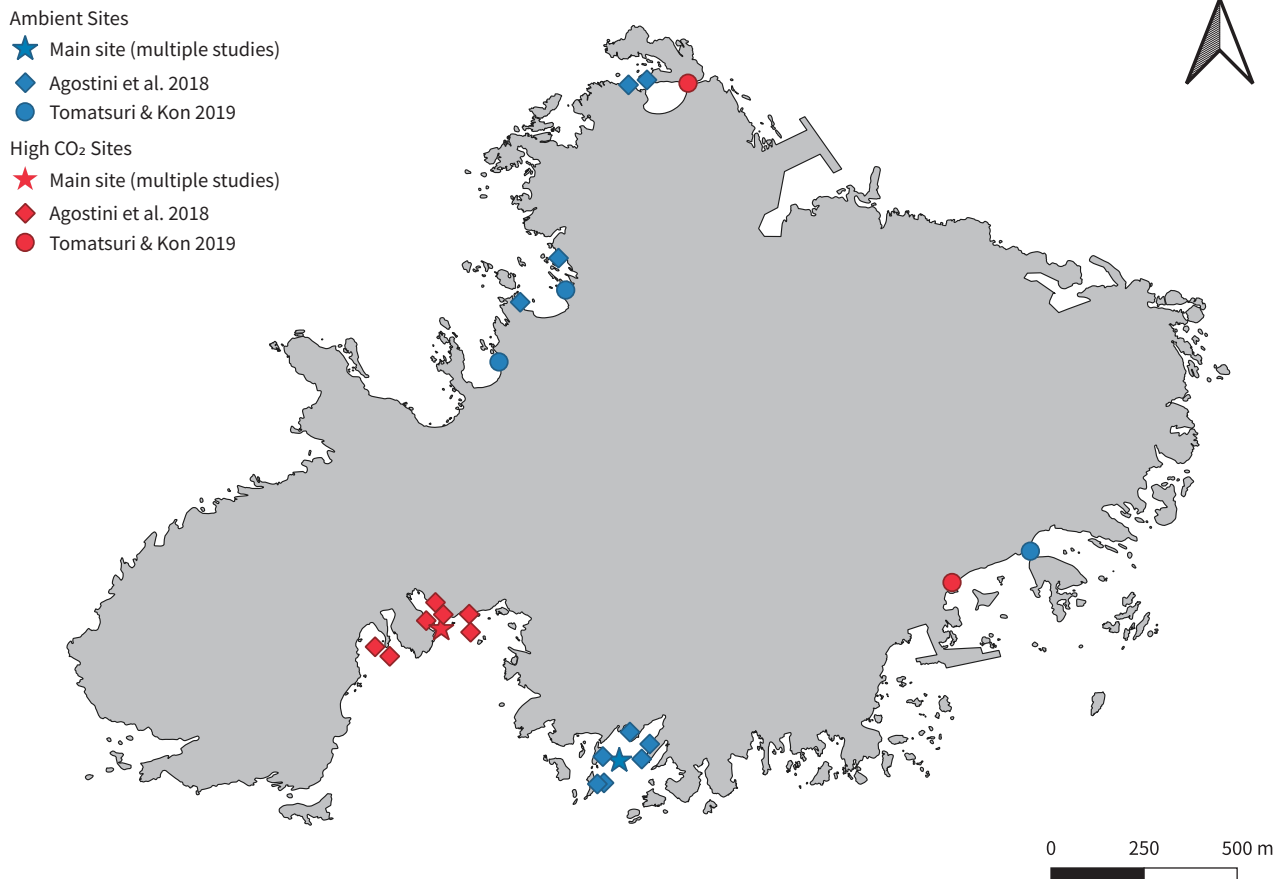 Ambient Sites
Main site (multiple studies)
Agostini et al. 2018
Tomatsuri & Kon 2019
High CO₂ Sites
Main site (multiple studies)
Agostini et al. 2018
Tomatsuri & Kon 2019
0 250 500 m